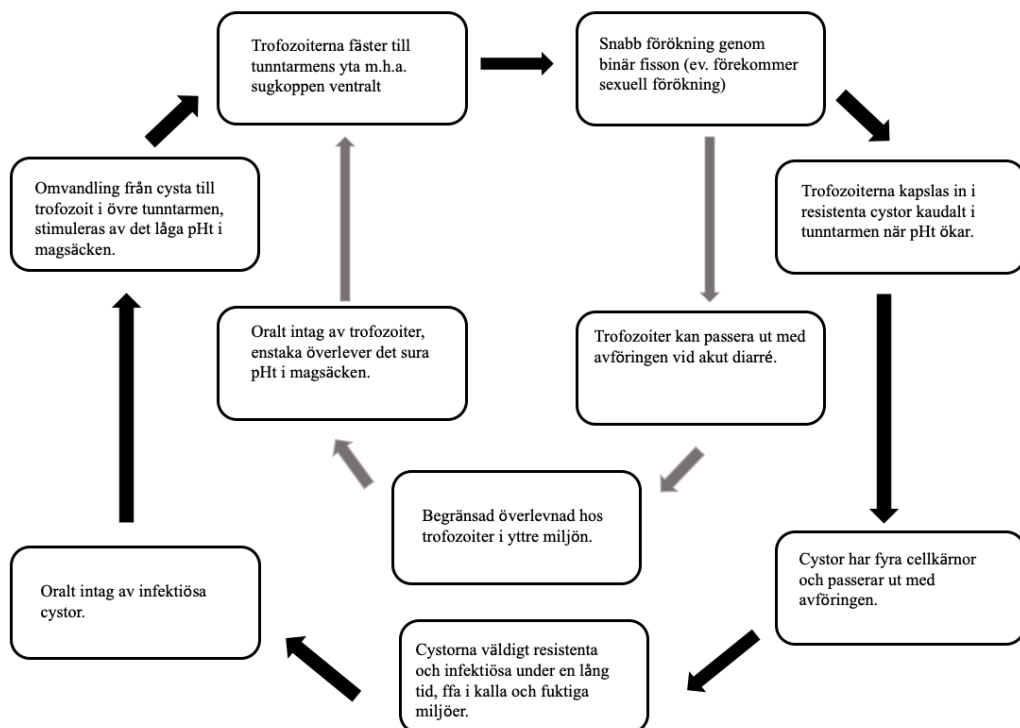 Trofozoiterna fäster till
tunntarmens yta m.h.a.
sugkoppen ventralt
Snabb förökning genom
binär fisson (ev. förekommer
sexuell förökning)
Omvandling från cysta till
trofozoit i övre tunntarmen,
stimuleras av det låga pHt i
magsäcken.
Trofozoiterna kapslas in i
resistenta cystor kaudalt i
tunntarmen när pHt ökar.
Oralt intag av trofozoiter,
enstaka överlever det sura
pHt i magsäcken.
Trofozoiter kan passera ut med
avföringen vid akut diarré.
Begränsad överlevnad hos
trofozoiter i yttre miljön.
Oralt intag av infektiösa
cystor.
Cystor har fyra cellkärnor
och passerar ut med
avföringen.
Cystorna väldigt resistenta
och infektiösa under en lång
tid, ffa i kalla och fuktiga
miljöer.